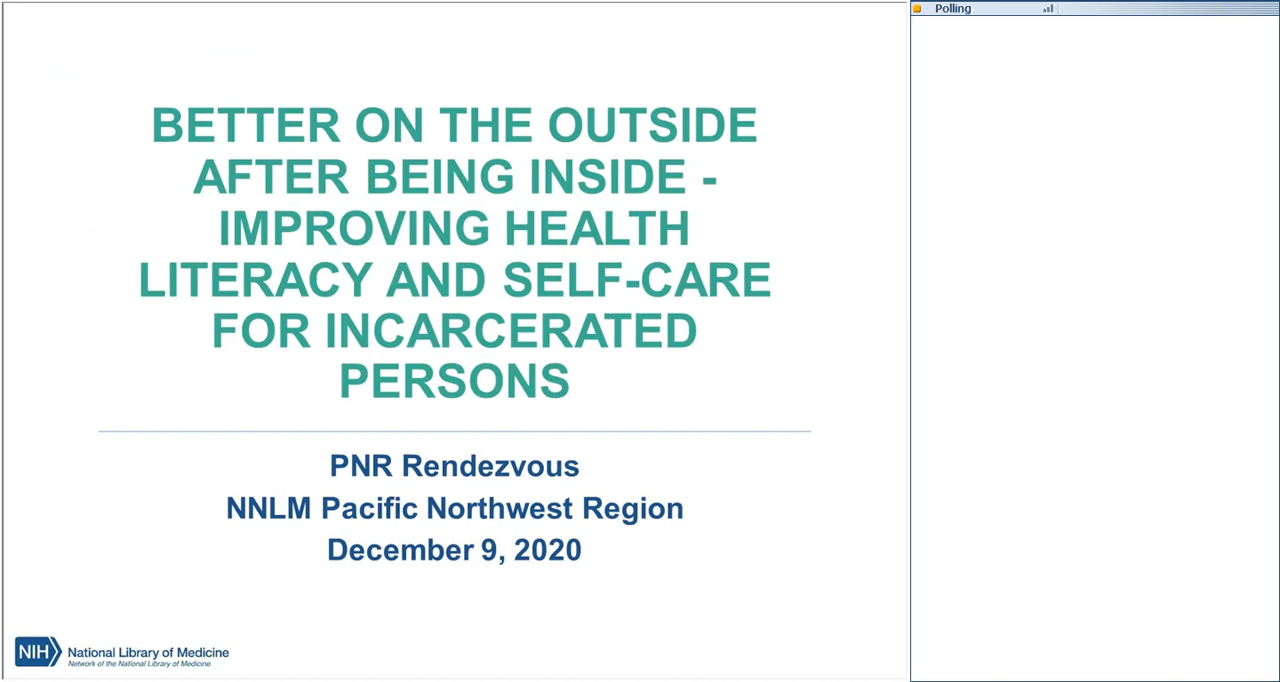 Polling
BETTER ON THE OUTSIDE
AFTER BEING INSIDE -
IMPROVING HEALTH
LITERACY AND SELF-CARE
FOR INCARCERATED
PERSONS
PNR Rendezvous
NNLM Pacific Northwest Region
December 9, 2020
NIH National Library of Medicine
Network of the National Library of Medicine